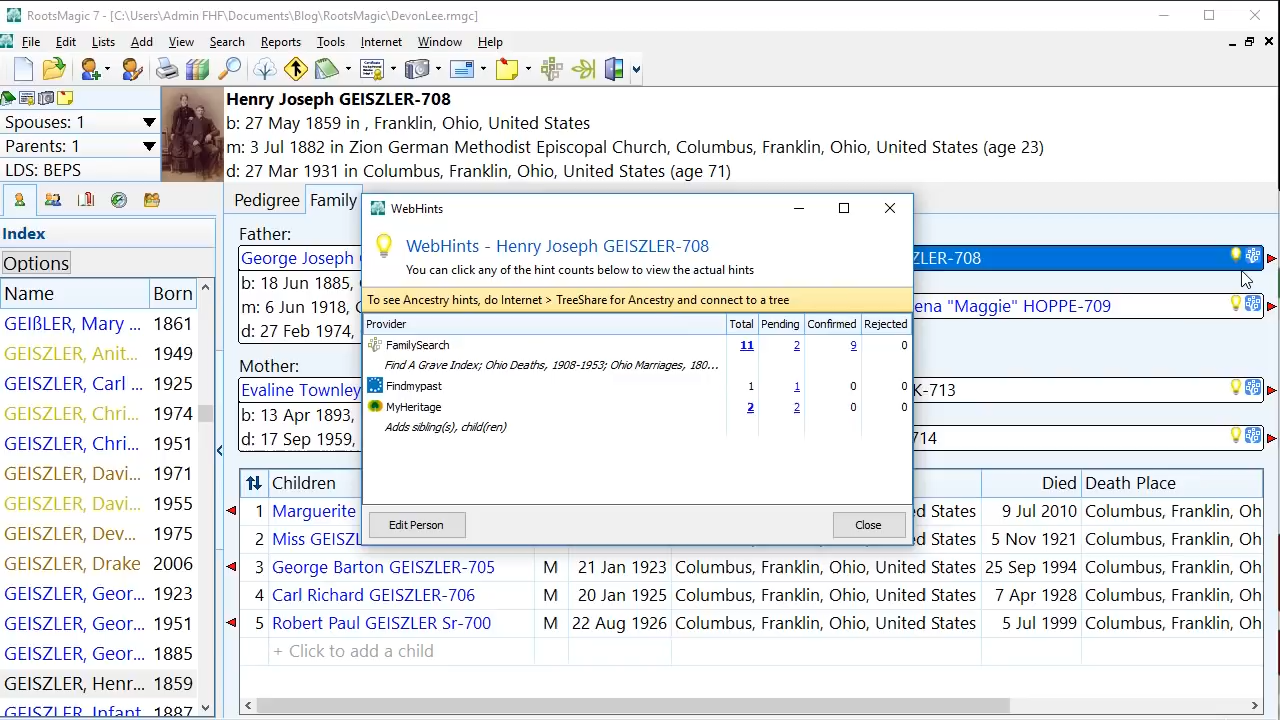 RootsMagic 7 - [C:\Users\Admin FHF\Documents\Blog\RootsMagic\DevonLee.rmgc]
File Edit Lists Add View Search Reports Tools Internet Window Help
Henry Joseph GEISZLER-708
b: 27 May 1859 in , Franklin, Ohio, United States
m: 3 Jul 1882 in Zion German Methodist Episcopal Church, Columbus, Franklin, Ohio, United States (age 23)
d: 27 Mar 1931 in Columbus, Franklin, Ohio, United States (age 71)
Spouses: 1
Parents: 1
LDS: BEPS
Index
Options
Name Born
GEIßLER, Mary ... 1861
GEISZLER, Anit... 1949
GEISZLER, Carl ... 1925
GEISZLER, Chri... 1974
GEISZLER, Chri... 1951
GEISZLER, Davi... 1971
GEISZLER, Davi... 1955
GEISZLER, Dev... 1975
GEISZLER, Drake 2006
GEISZLER, Geor... 1923
GEISZLER, Geor... 1951
GEISZLER, Geor... 1885
GEISZLER, Henr... 1859
GEISZLER, Infant 1887
Pedigree Family
Father:
George Joseph
b: 18 Jun 1885,
m: 6 Jun 1918,
d: 27 Feb 1974,
ZLER-708
ena "Maggie" HOPPE-709
Mother:
Evaline Townley
b: 13 Apr 1893,
d: 17 Sep 1959,
K-713
714
WebHints
WebHints - Henry Joseph GEISZLER-708
You can click any of the hint counts below to view the actual hints
To see Ancestry hints, do Internet > TreeShare for Ancestry and connect to a tree
Provider Total Pending Confirmed Rejected
FamilySearch 11 2 9 0
Find A Grave Index; Ohio Deaths, 1908-1953; Ohio Marriages, 180...
Findmypast 1 1 0 0
MyHeritage 2 2 0 0
Adds sibling(s), child(ren)
Edit Person Close
Children Died Death Place
1 Marguerite ed States 9 Jul 2010 Columbus, Franklin, Oh
2 Miss GEISZL ed States 5 Nov 1921 Columbus, Franklin, Oh
3 George Barton GEISZLER-705 M 21 Jan 1923 Columbus, Franklin, Ohio, United States 25 Sep 1994 Columbus, Franklin, Oh
4 Carl Richard GEISZLER-706 M 20 Jan 1925 Columbus, Franklin, Ohio, United States 7 Apr 1928 Columbus, Franklin, Oh
5 Robert Paul GEISZLER Sr-700 M 22 Aug 1926 Columbus, Franklin, Ohio, United States 5 Jul 1999 Columbus, Franklin, Oh
+ Click to add a child